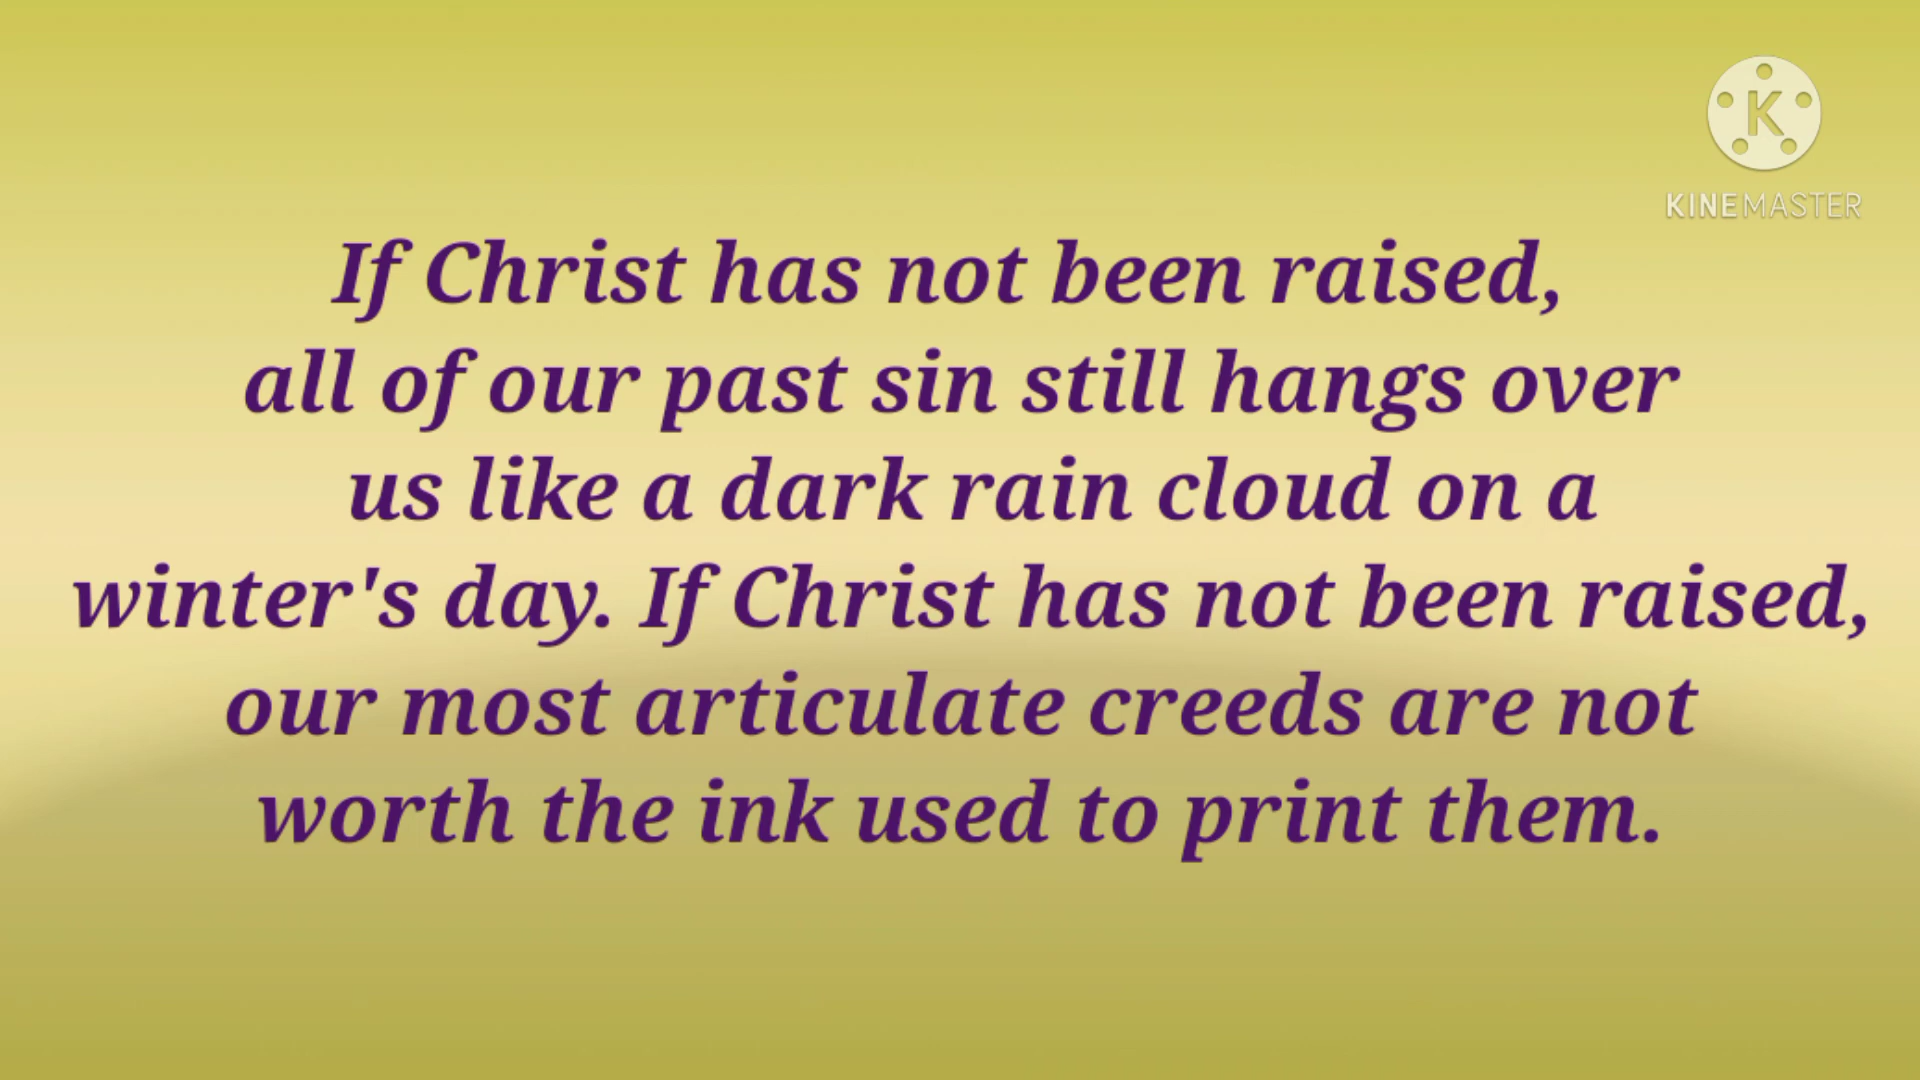 K
KINEMASTER
If Christ has not been raised,
all of our past sin still hangs over
us like a dark rain cloud on a
winter's day. If Christ has not been raised,
our most articulate creeds are not
worth the ink used to print them.